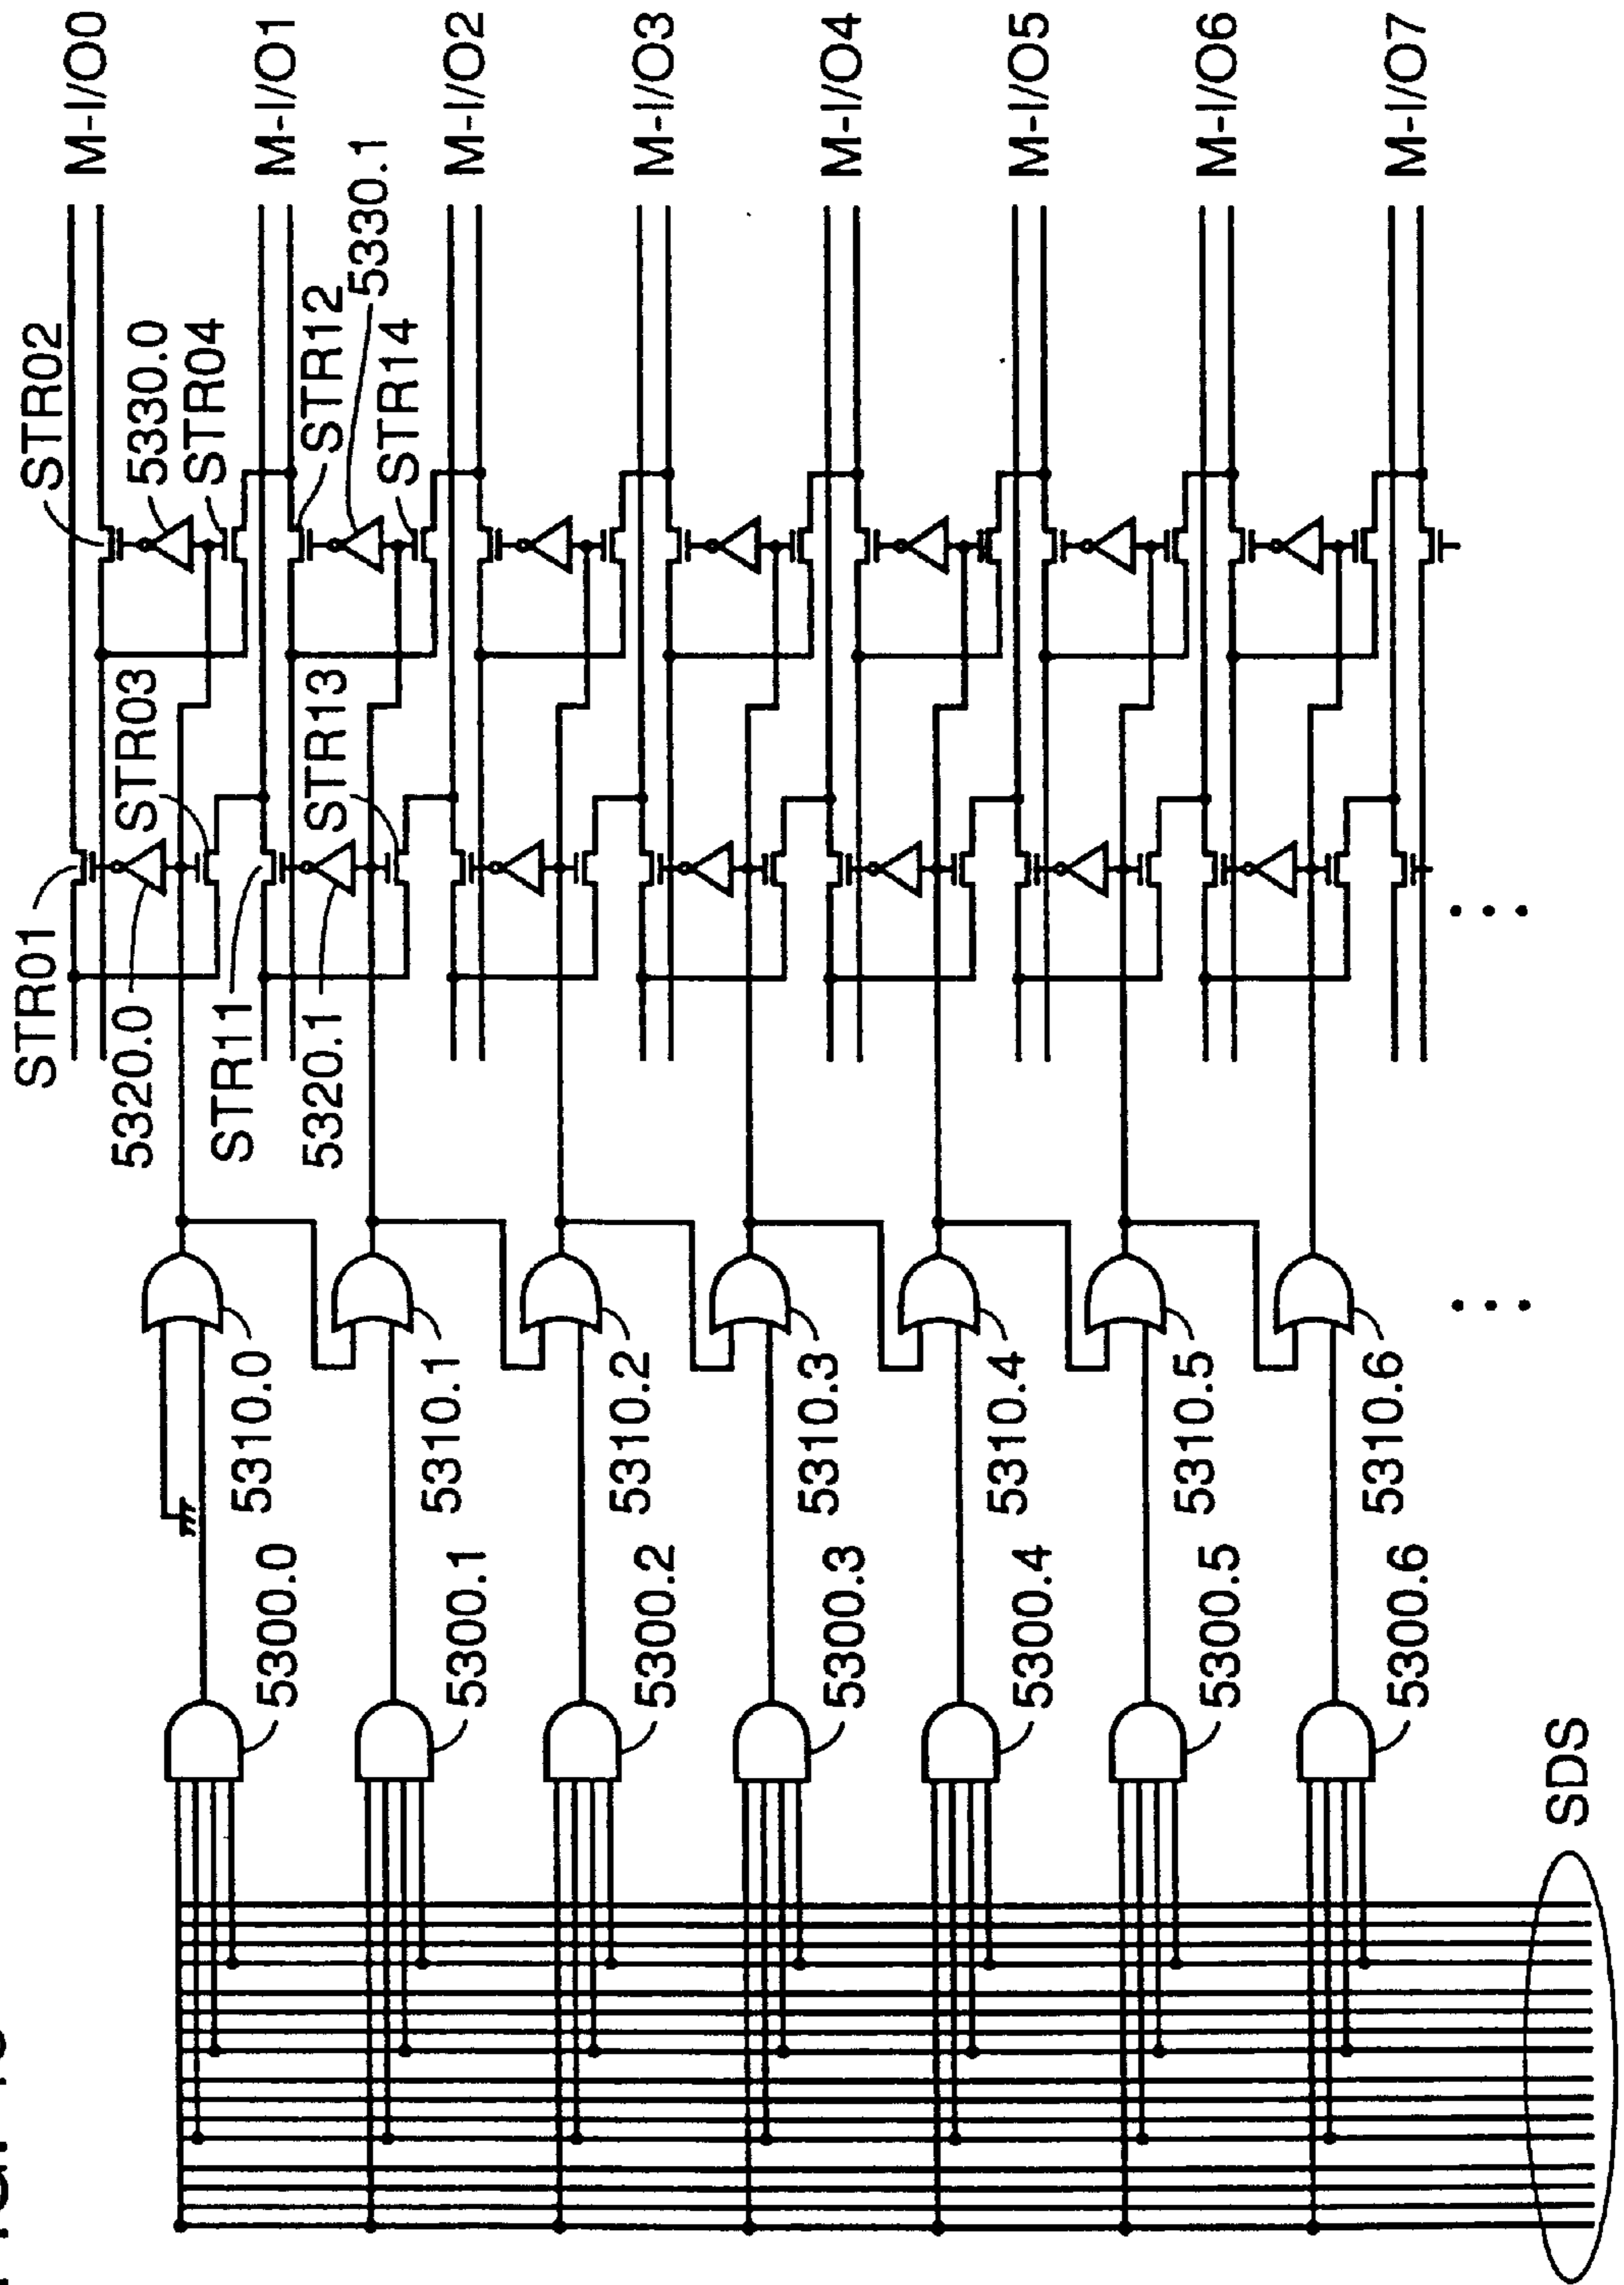 STR01
STR02
M-I/O0
5320.0
STR03
5330.0
STR04
STR11
M-I/O1
5320.1
STR13
STR12
5330.1
STR14
M-I/O2
M-I/O3
M-I/O4
M-I/O5
M-I/O6
M-I/O7
5300.0
5310.0
5300.1
5310.1
5300.2
5310.2
5300.3
5310.3
5300.4
5310.4
5300.5
5310.5
5300.6
5310.6
SDS